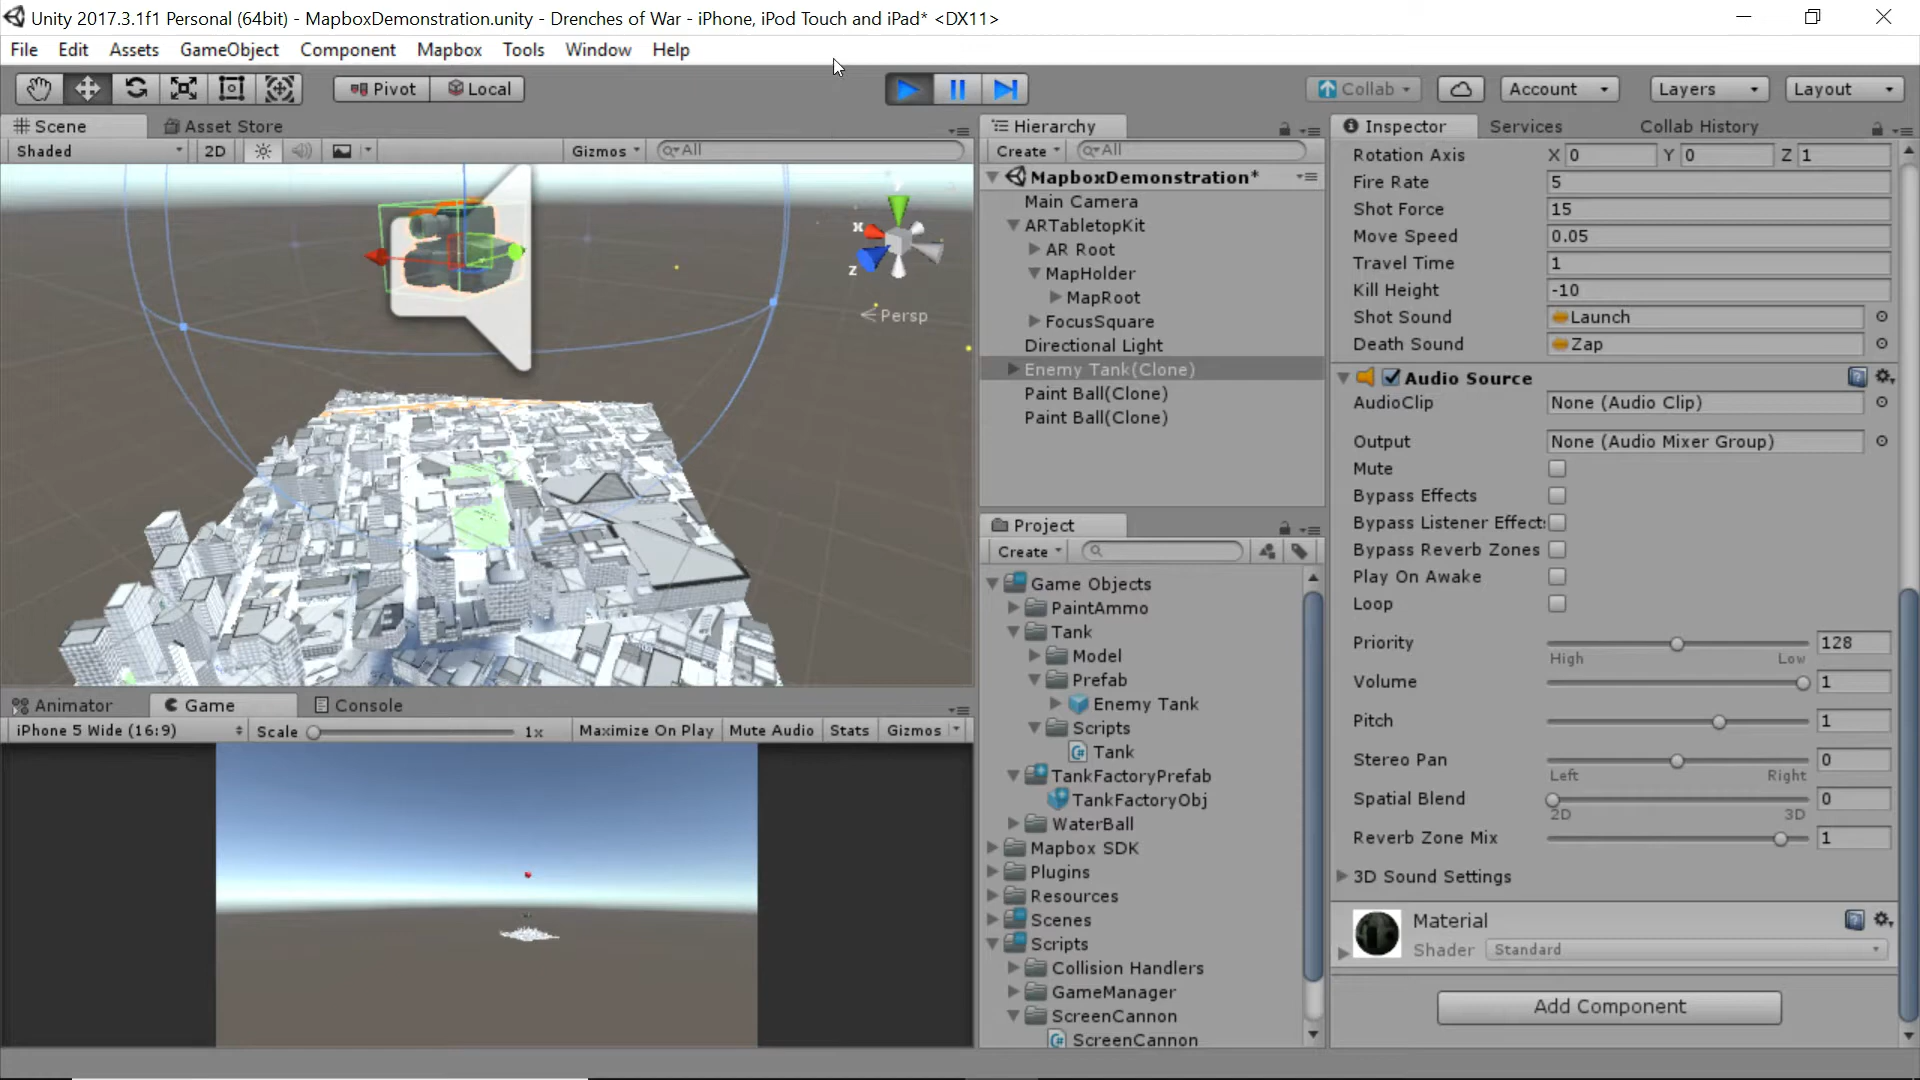 Unity 2017.3.1f1 Personal (64bit) - MapboxDemonstration.unity - Drenches of War - iPhone, iPod Touch and iPad* <DX11>
File Edit Assets GameObject Component Mapbox Tools Window Help
Pivot Local Collab Account Layers Layout
Scene Asset Store
Shaded 2D Gizmos All
x
z
Persp
Animator Game Console
iPhone 5 Wide (16:9) Scale 1x Maximize On Play Mute Audio Stats Gizmos
Hierarchy
Create All
MapboxDemonstration*
Main Camera
ARTabletopKit
AR Root
MapHolder
MapRoot
FocusSquare
Directional Light
Enemy Tank(Clone)
Paint Ball(Clone)
Paint Ball(Clone)
Project
Create
Game Objects
PaintAmmo
Tank
Model
Prefab
Enemy Tank
Scripts
Tank
TankFactoryPrefab
TankFactoryObj
WaterBall
Mapbox SDK
Plugins
Resources
Scenes
Scripts
Collision Handlers
GameManager
ScreenCannon
ScreenCannon
Inspector Services Collab History
Rotation Axis X 0 Y 0 Z 1
Fire Rate 5
Shot Force 15
Move Speed 0.05
Travel Time 1
Kill Height -10
Shot Sound Launch
Death Sound Zap
Audio Source
AudioClip None (Audio Clip)
Output None (Audio Mixer Group)
Mute
Bypass Effects
Bypass Listener Effect
Bypass Reverb Zones
Play On Awake
Loop
Priority 128
High Low
Volume 1
Pitch 1
Stereo Pan 0
Left Right
Spatial Blend 0
2D 3D
Reverb Zone Mix 1
3D Sound Settings
Material
Shader Standard
Add Component